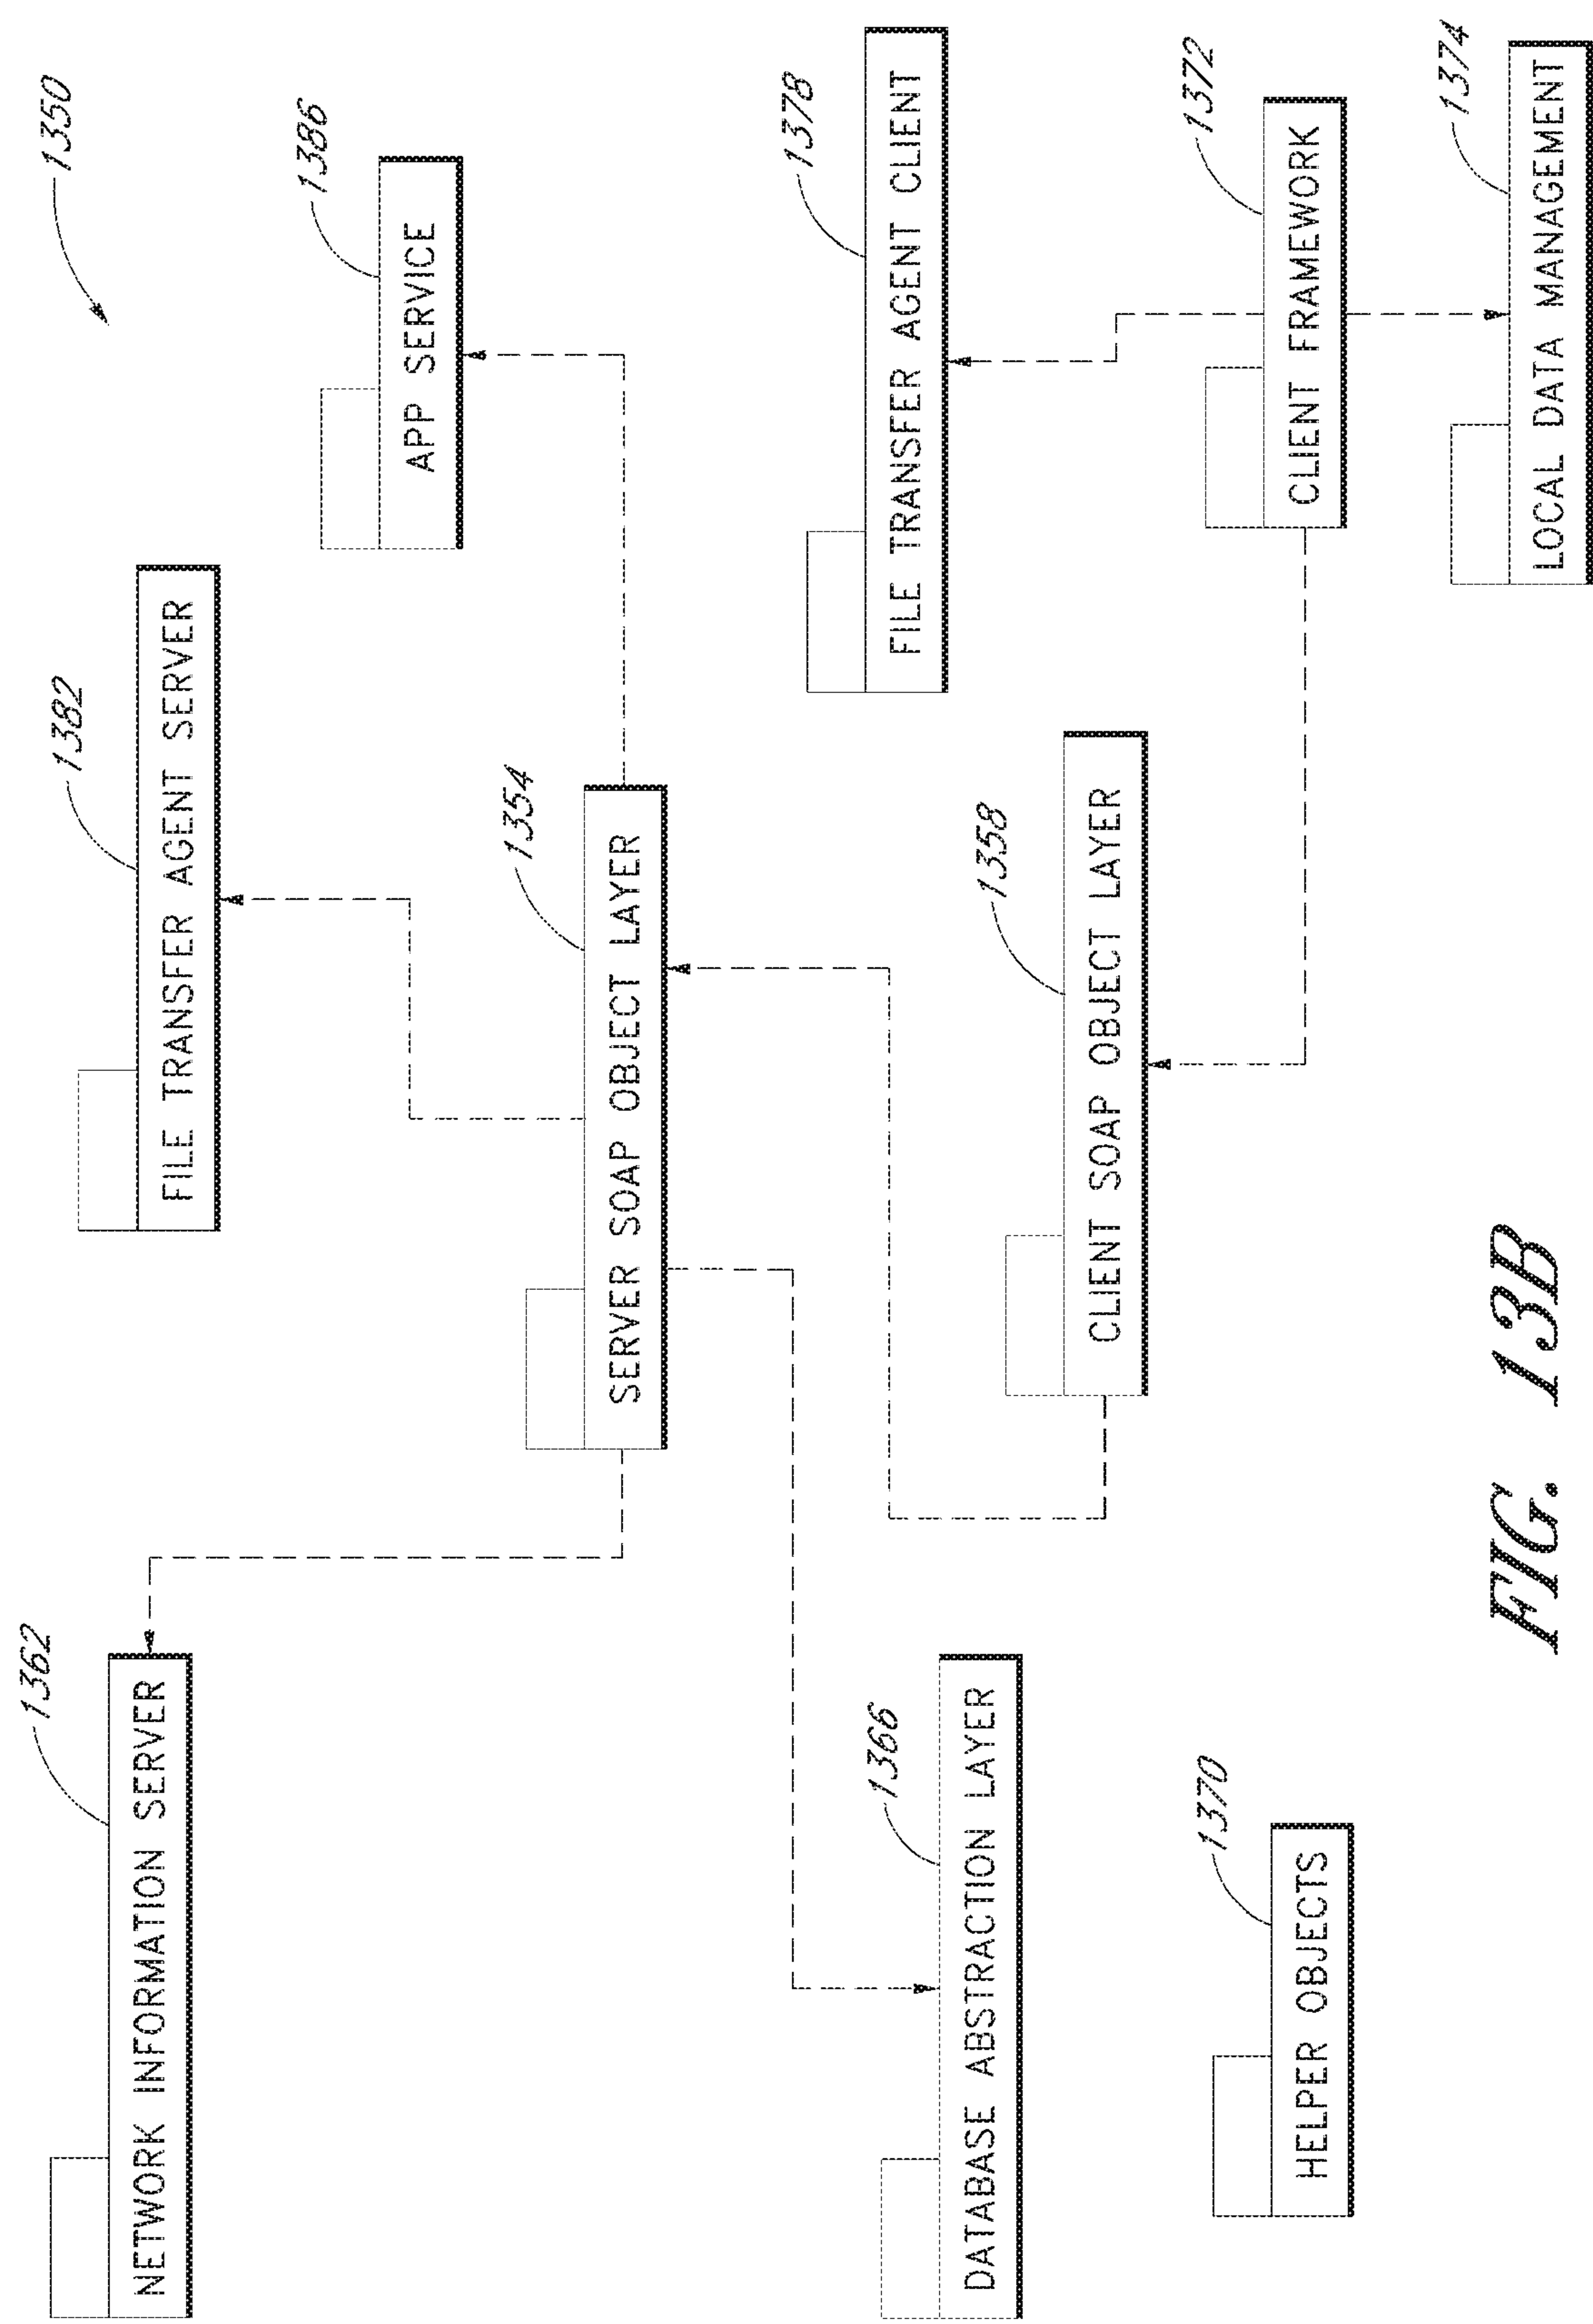 1350
1362
NETWORK INFORMATION SERVER
1382
FILE TRANSFER AGENT SERVER
1386
APP SERVICE
1354
SERVER SOAP OBJECT LAYER
1366
DATABASE ABSTRACTION LAYER
1358
CLIENT SOAP OBJECT LAYER
1378
FILE TRANSFER AGENT CLIENT
1370
HELPER OBJECTS
1372
CLIENT FRAMEWORK
1374
LOCAL DATA MANAGEMENT
FIG. 13B